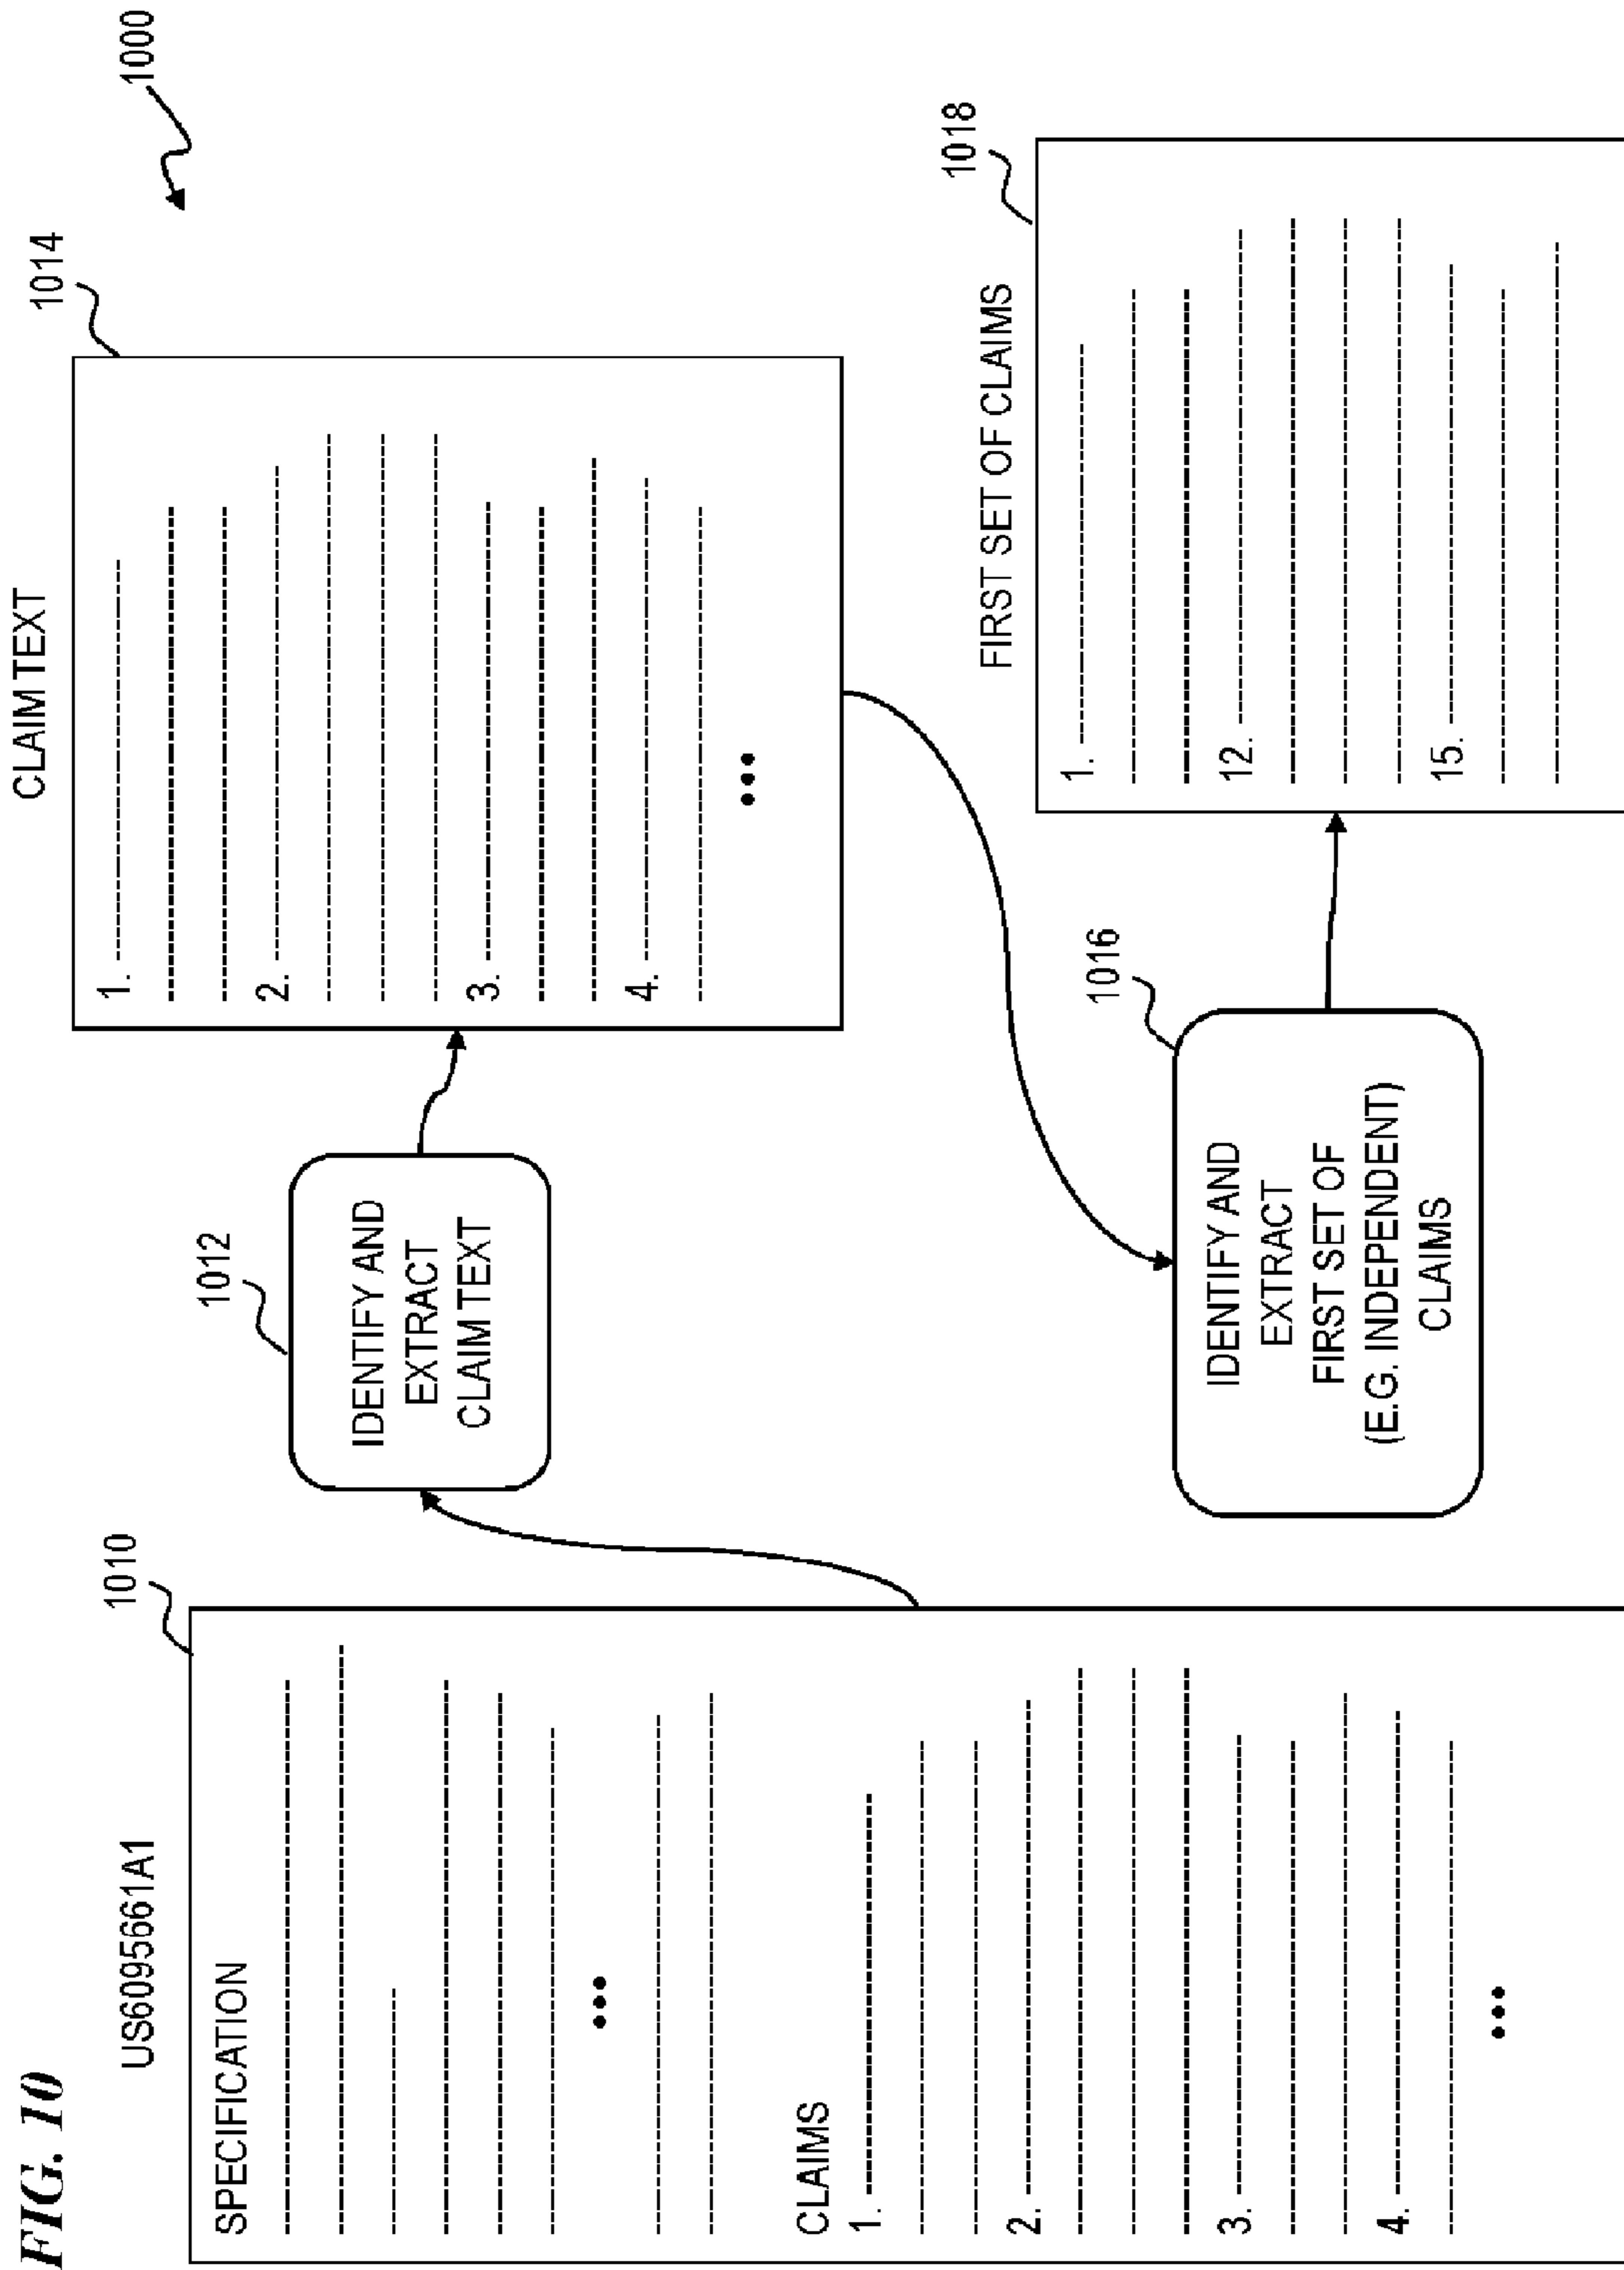 FIG. 10
US6095661A1
1010
SPECIFICATION
•••
CLAIMS
1.
2.
3.
4.
•••
1012
IDENTIFY AND
EXTRACT
CLAIM TEXT
CLAIM TEXT
1014
1.
2.
3.
4.
•••
1000
1016
IDENTIFY AND
EXTRACT
FIRST SET OF
(E.G. INDEPENDENT)
CLAIMS
FIRST SET OF CLAIMS
1018
1.
12.
15.